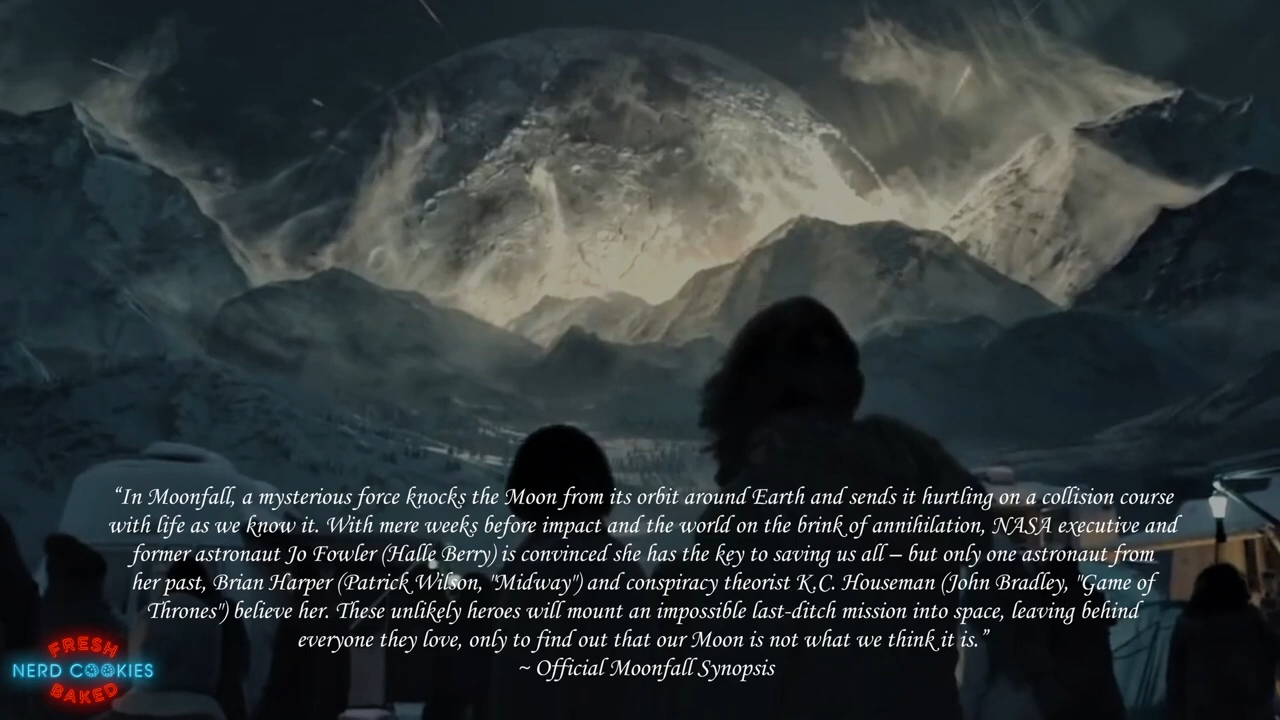 “In Moonfall, a mysterious force knocks the Moon from its orbit around Earth and sends it hurtling on a collision course
with life as we know it. With mere weeks before impact and the world on the brink of annihilation, NASA executive and
former astronaut Jo Fowler (Halle Berry) is convinced she has the key to saving us all – but only one astronaut from
her past, Brian Harper (Patrick Wilson, "Midway") and conspiracy theorist K.C. Houseman (John Bradley, "Game of
Thrones") believe her. These unlikely heroes will mount an impossible last-ditch mission into space, leaving behind
everyone they love, only to find out that our Moon is not what we think it is.”
~ Official Moonfall Synopsis
FRESH
NERD COOKIES
BAKED